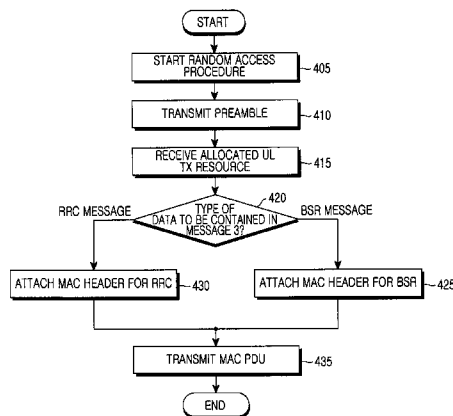 START
START RANDOM ACCESS
PROCEDURE
405
TRANSMIT PREAMBLE
410
RECEIVE ALLOCATED UL
TX RESOURCE
415
420
RRC MESSAGE
TYPE OF
DATA TO BE CONTAINED IN
MESSAGE 3?
BSR MESSAGE
ATTACH MAC HEADER FOR RRC
430
ATTACH MAC HEADER FOR BSR
425
TRANSMIT MAC PDU
435
END